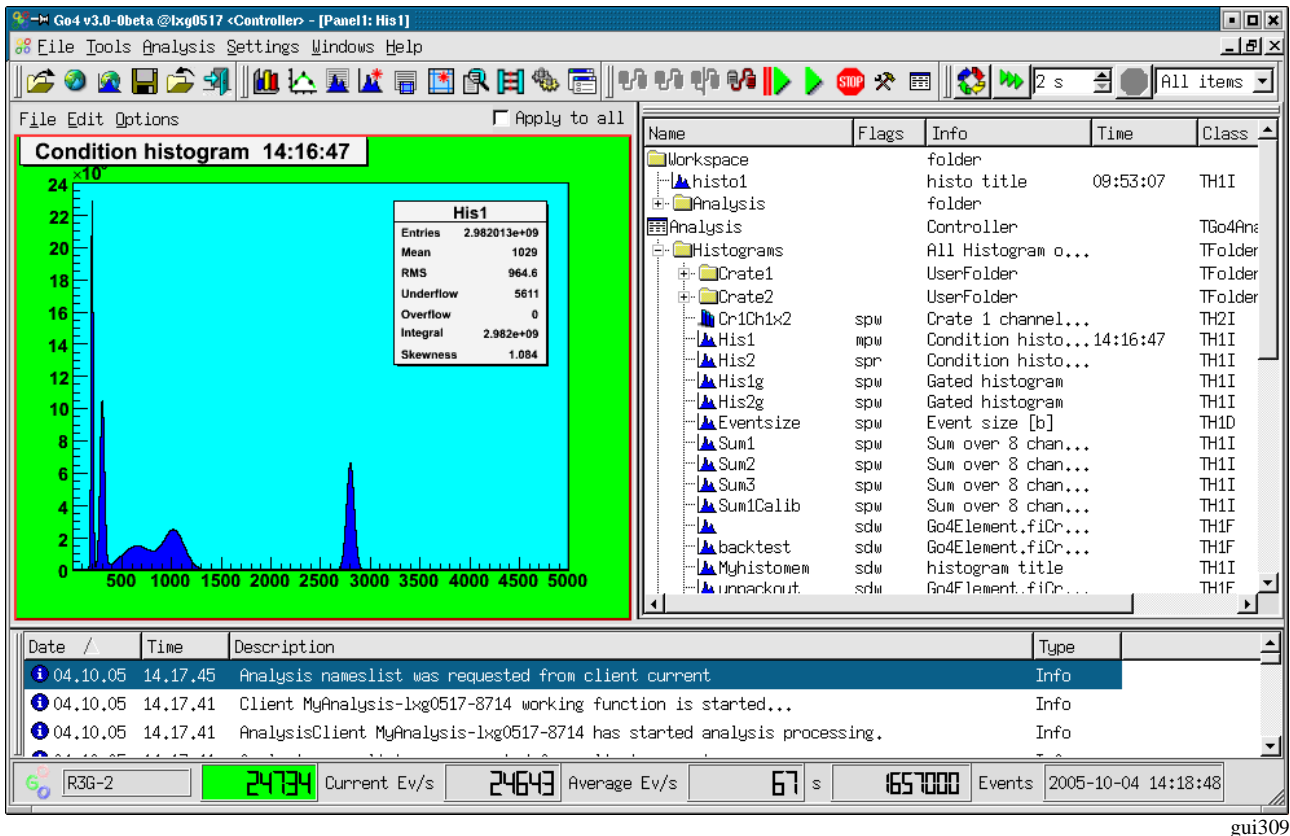 Go4 v3.0-0beta @lxg0517 <Controller> - [Panel1: His1]
File Tools Analysis Settings Windows Help
STOP 2 s All items
File Edit Options Apply to all
Condition histogram 14:16:47
24
22
20
18
16
14
12
10
8
6
4
2
0
500 1000 1500 2000 2500 3000 3500 4000 4500 5000
His1
Entries 2.982013e+09
Mean 1029
RMS 964.6
Underflow 5611
Overflow 0
Integral 2.982e+09
Skewness 1.084
Name Flags Info Time Class
Workspace folder
histo1 histo title 09:53:07 TH1I
Analysis folder
Analysis Controller TGo4Ana
Histograms All Histogram o... TFolder
Crate1 UserFolder TFolder
Crate2 UserFolder TFolder
Cr1Ch1x2 spw Crate 1 channel... TH2I
His1 mpw Condition histo... 14:16:47 TH1I
His2 spr Condition histo... TH1I
His1g spw Gated histogram TH1I
His2g spw Gated histogram TH1I
Eventsize spw Event size [b] TH1D
Sum1 spw Sum over 8 chan... TH1I
Sum2 spw Sum over 8 chan... TH1I
Sum3 spw Sum over 8 chan... TH1I
Sum1Calib spw Sum over 8 chan... TH1I
sdw Go4Element.fiCr... TH1F
backtest sdw Go4Element.fiCr... TH1F
Myhistomem sdw histogram title TH1I
unpackout sdw Go4Element.fiCr... TH1F
Date Time Description Type
04.10.05 14.17.45 Analysis nameslist was requested from client current Info
04.10.05 14.17.41 Client MyAnalysis-lxg0517-8714 working function is started... Info
04.10.05 14.17.41 AnalysisClient MyAnalysis-lxg0517-8714 has started analysis processing. Info
R3G-2 24734 Current Ev/s 24643 Average Ev/s 67 s 1657000 Events 2005-10-04 14:18:48
gui309